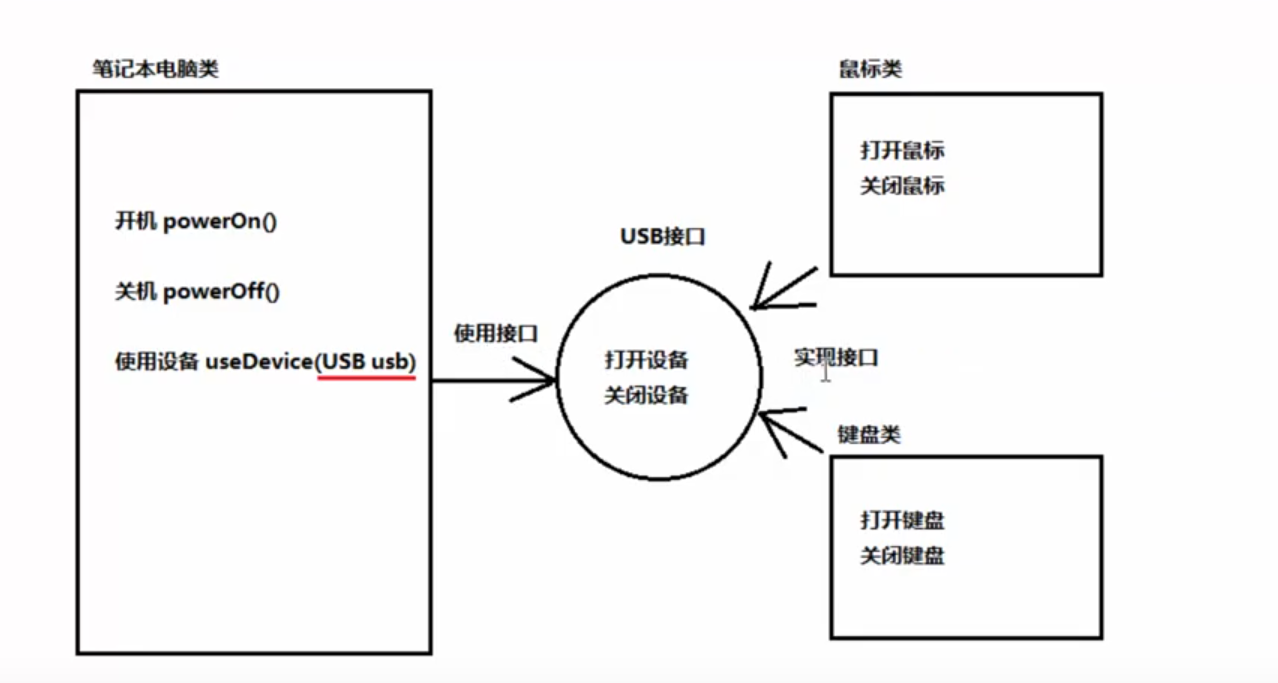 笔记本电脑类
开机 powerOn()
关机 powerOff()
使用设备 useDevice(USB usb)
使用接口
USB接口
打开设备
关闭设备
实现接口
鼠标类
打开鼠标
关闭鼠标
键盘类
打开键盘
关闭键盘